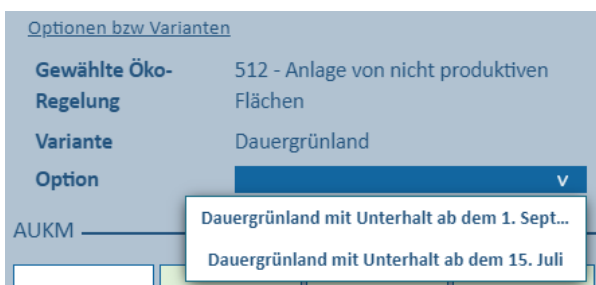 Optionen bzw Varianten
Gewählte Öko- 512 - Anlage von nicht produktiven
Regelung Flächen
Variante Dauergrünland
Option v
Dauergrünland mit Unterhalt ab dem 1. Sept...
AUKM
Dauergrünland mit Unterhalt ab dem 15. Juli